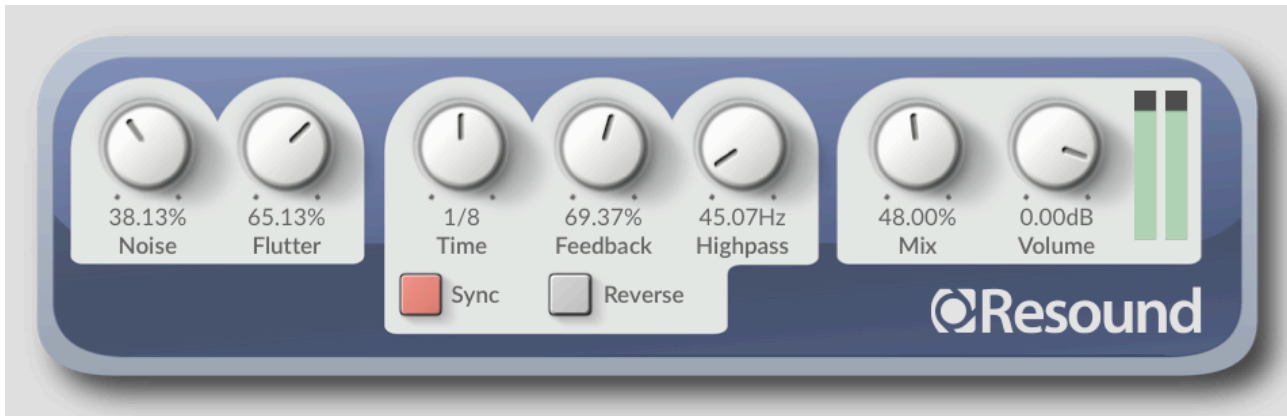 38.13% 65.13% 1/8 69.37% 45.07Hz 48.00% 0.00dB
Noise Flutter Time Feedback Highpass Mix Volume
Sync Reverse
Resound